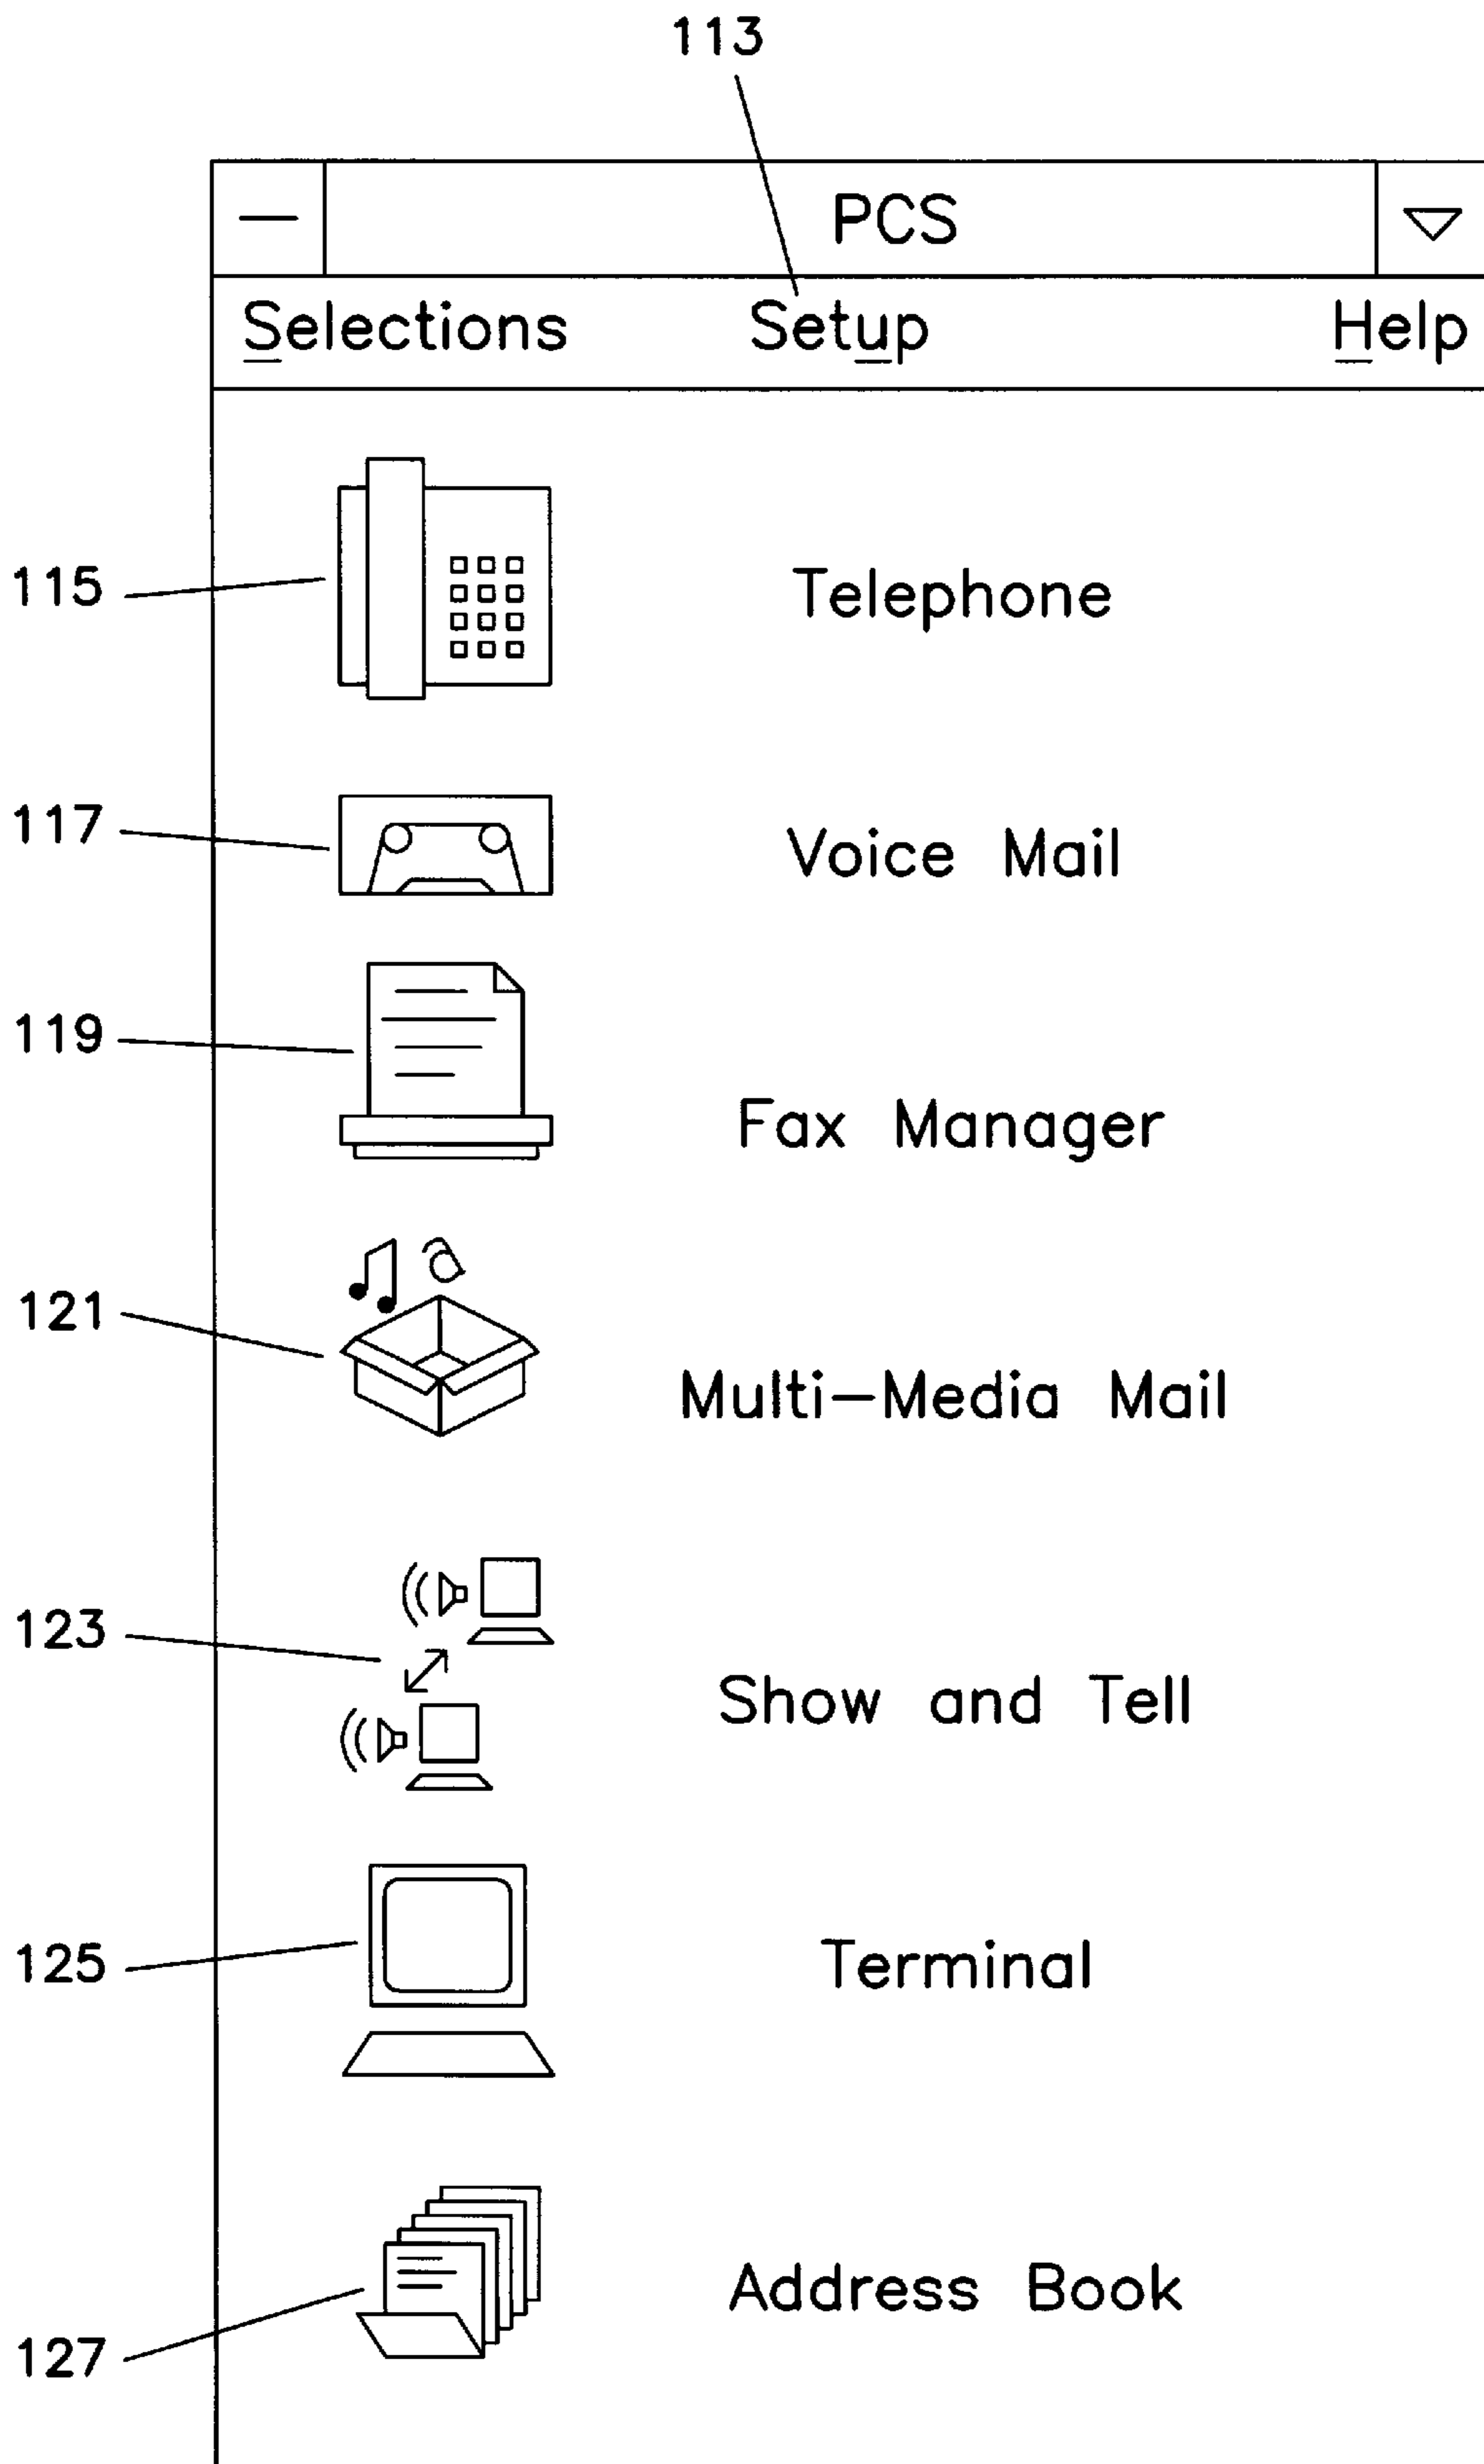 113
PCS
Selections Setup Help
115 Telephone
117 Voice Mail
119 Fax Manager
121 Multi-Media Mail
123 Show and Tell
125 Terminal
127 Address Book